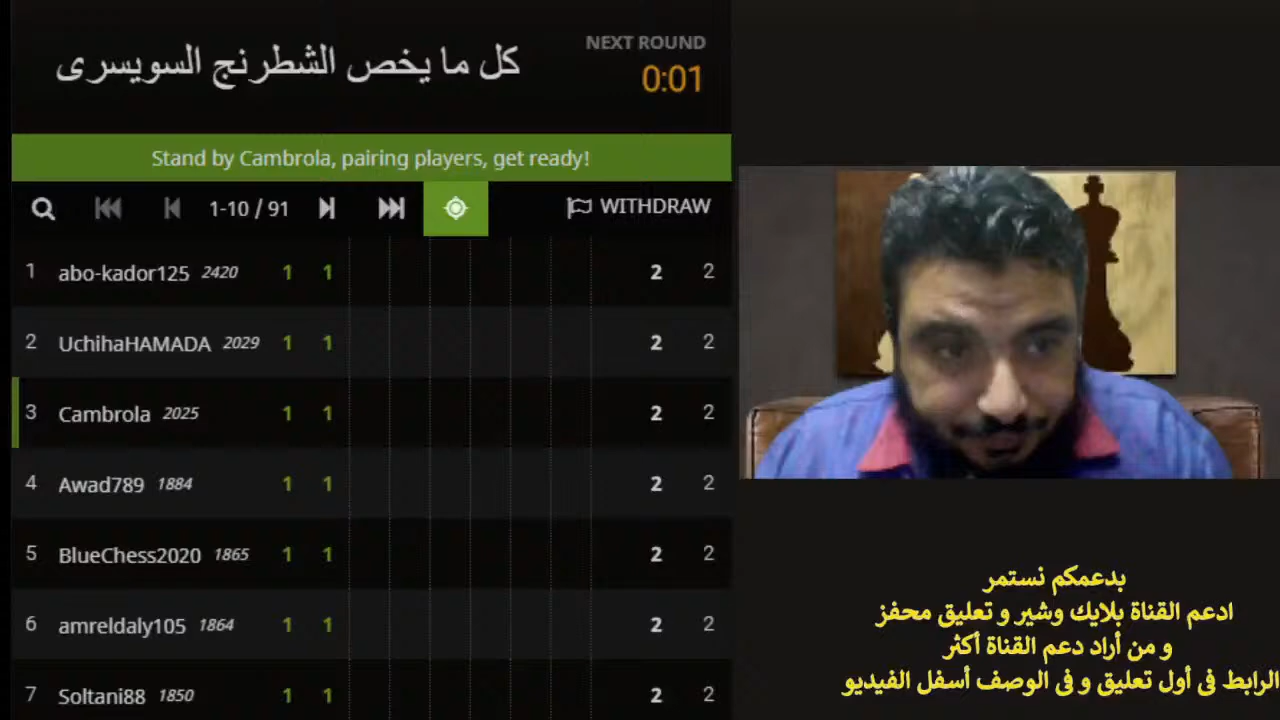 كل ما يخص الشطرنج السويسرى
NEXT ROUND
0:01
Stand by Cambrola, pairing players, get ready!
1-10 / 91
WITHDRAW
1 abo-kador125 2420 1 1 2 2
2 UchihaHAMADA 2029 1 1 2 2
3 Cambrola 2025 1 1 2 2
4 Awad789 1884 1 1 2 2
5 BlueChess2020 1865 1 1 2 2
6 amreldaly105 1864 1 1 2 2
7 Soltani88 1850 1 1 2 2
بدعمكم نستمر
ادعم القناة بلايك وشير و تعليق محفز
و من أراد دعم القناة أكثر
الرابط فى أول تعليق و فى الوصف أسفل الفيديو